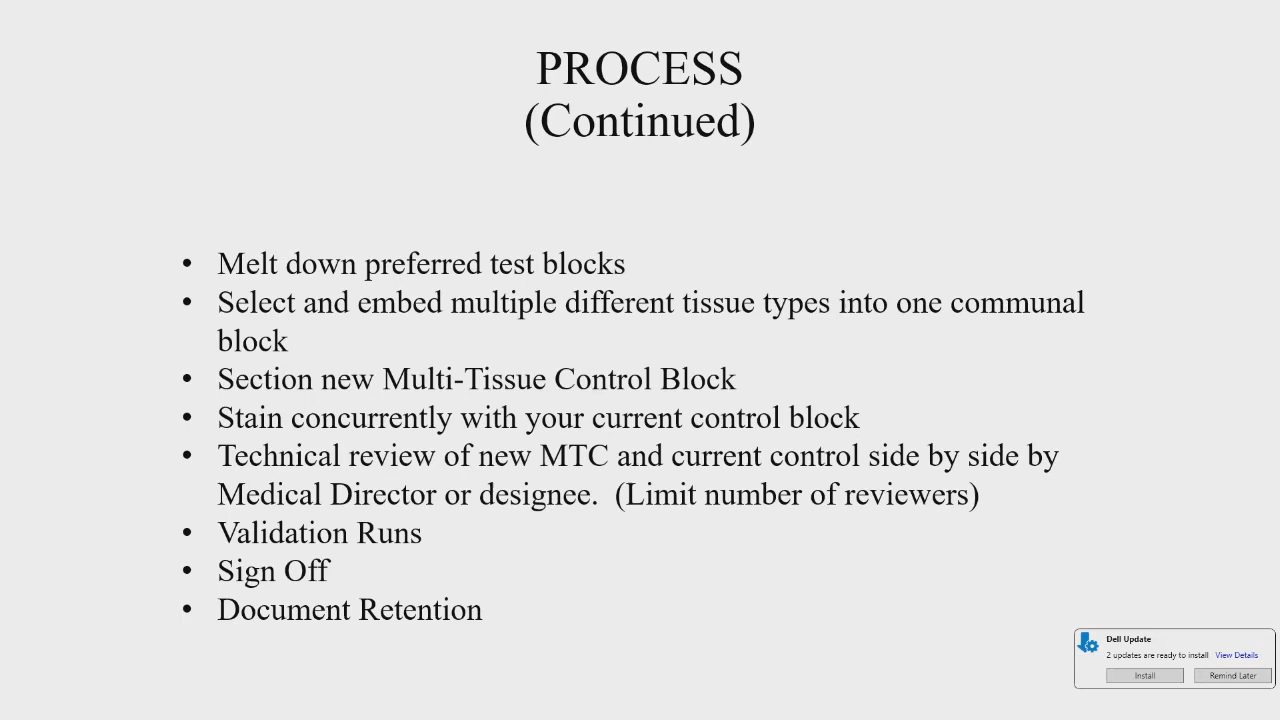 PROCESS
(Continued)
• Melt down preferred test blocks
• Select and embed multiple different tissue types into one communal
block
• Section new Multi-Tissue Control Block
• Stain concurrently with your current control block
• Technical review of new MTC and current control side by side by
Medical Director or designee.  (Limit number of reviewers)
• Validation Runs
• Sign Off
• Document Retention
Dell Update
2 updates are ready to install View Details
Install Remind Later